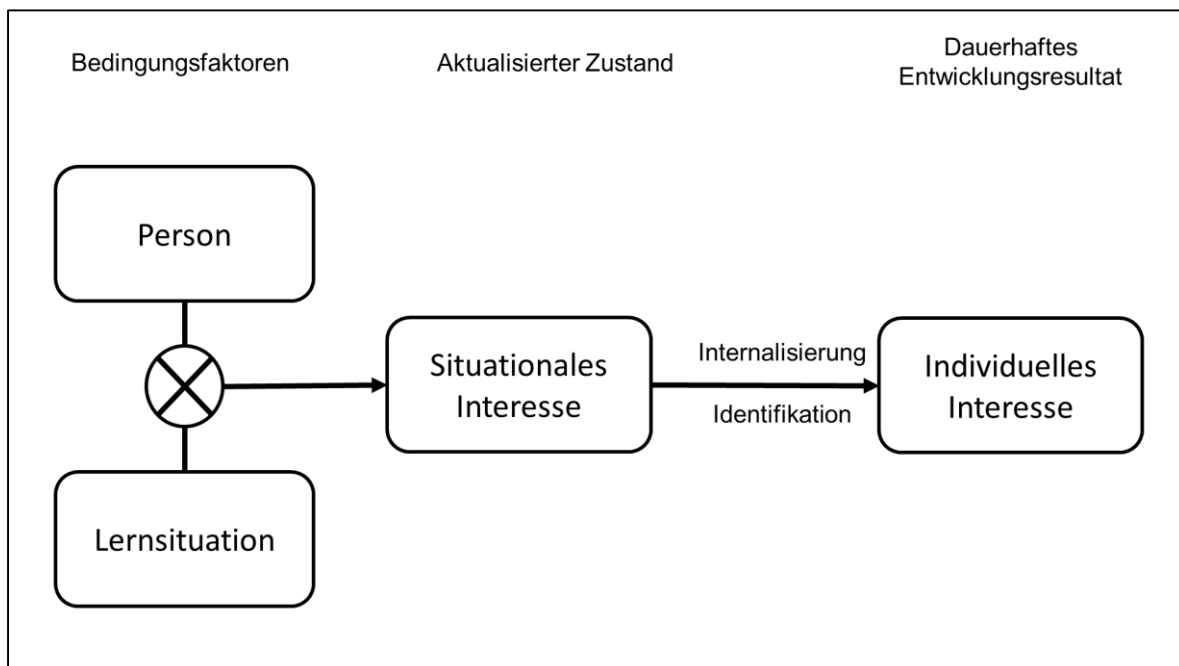 Bedingungsfaktoren
Aktualisierter Zustand
Dauerhaftes
Entwicklungsresultat
Person
Situationales
Interesse
Internalisierung
Identifikation
Individuelles
Interesse
Lernsituation